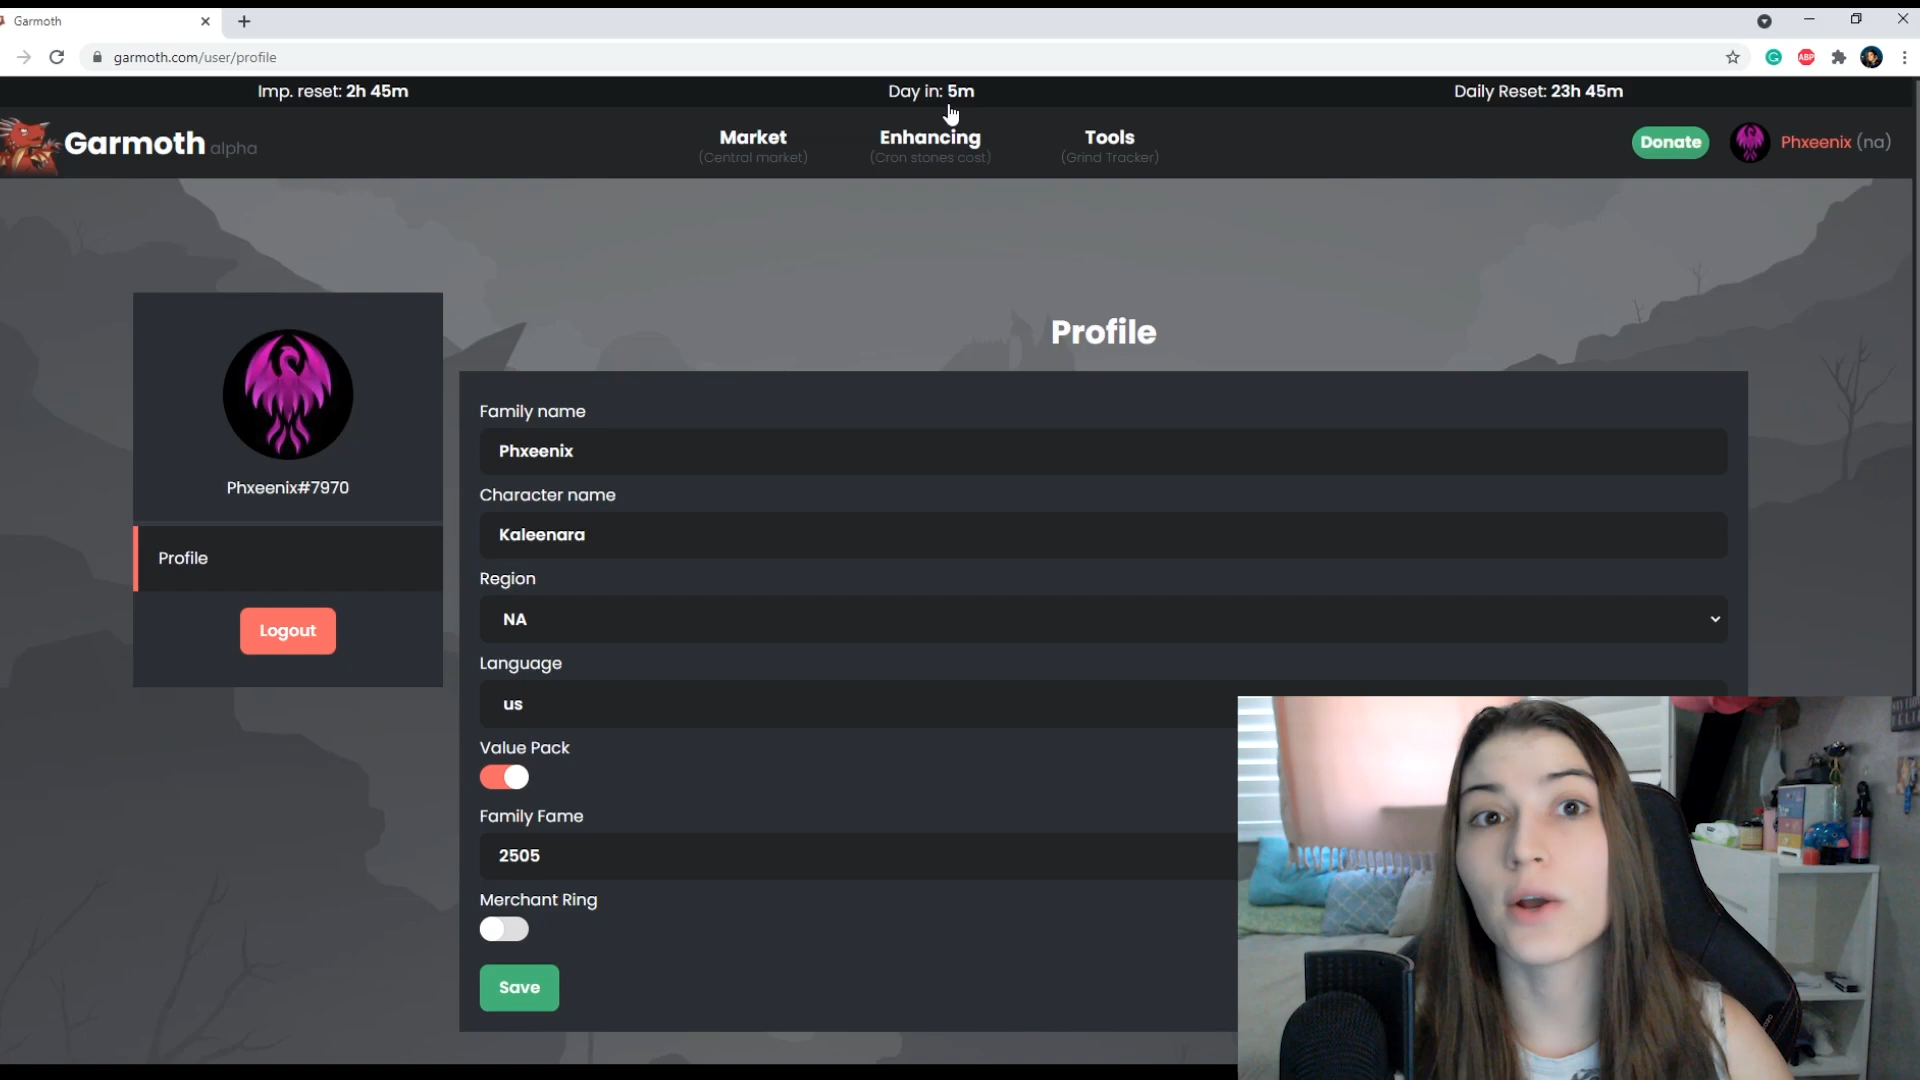 Garmoth
garmoth.com/user/profile
ABP
Imp. reset: 2h 45m
Day in: 5m
Daily Reset: 23h 45m
Garmoth alpha
Market
(Central market)
Enhancing
(Cron stones cost)
Tools
(Grind Tracker)
Donate
Phxeenix (na)
Phxeenix#7970
Profile
Logout
Profile
Family name
Phxeenix
Character name
Kaleenara
Region
NA
Language
us
Value Pack
Family Fame
2505
Merchant Ring
Save